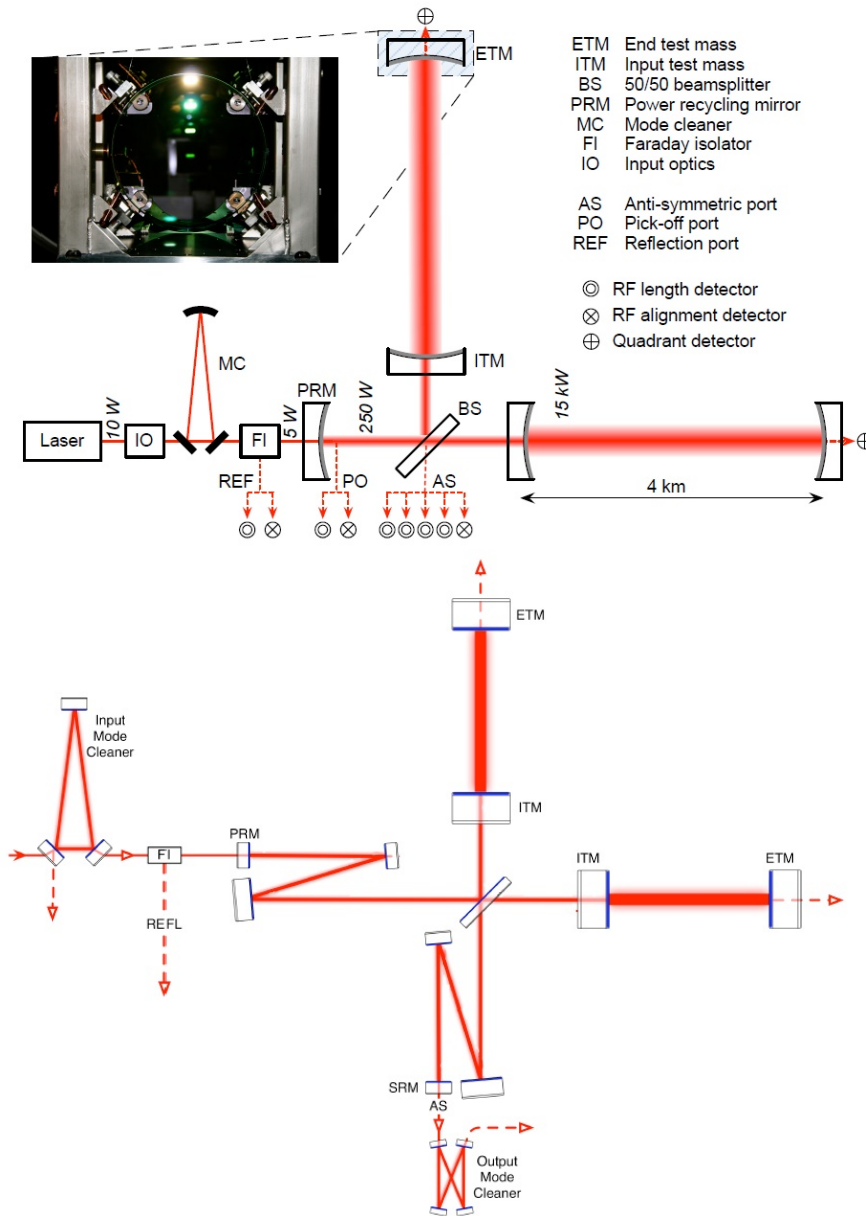 ETM
ETM End test mass
ITM Input test mass
BS 50/50 beamsplitter
PRM Power recycling mirror
MC Mode cleaner
FI Faraday isolator
IO Input optics
AS Anti-symmetric port
PO Pick-off port
REF Reflection port
RF length detector
RF alignment detector
Quadrant detector
MC
ITM
PRM
BS
Laser
10 W
IO
FI
5 W
250 W
15 kW
REF
PO
AS
4 km
ETM
Input
Mode
Cleaner
ITM
PRM
FI
ITM
ETM
REFL
SRM
AS
Output
Mode
Cleaner